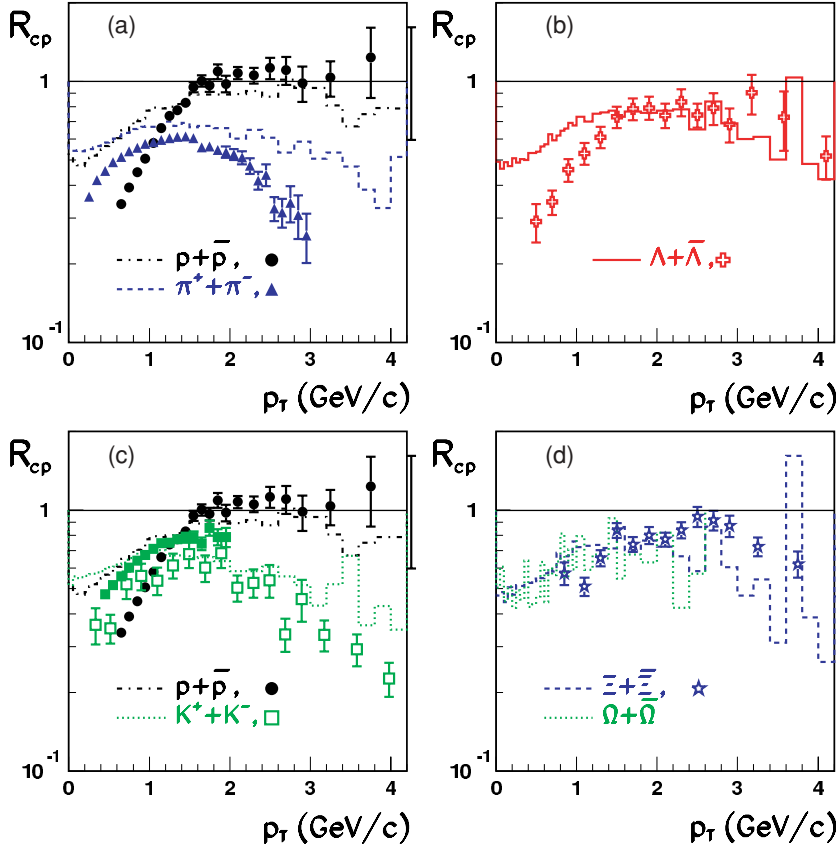 R_cp
(a)
1
p+p̅,
π⁺+π⁻,
10⁻¹
0 1 2 3 4
p_T (GeV/c)
R_cp
(b)
1
Λ+Λ̅,
10⁻¹
0 1 2 3 4
p_T (GeV/c)
R_cp
(c)
1
p+p̅,
K⁺+K⁻,
10⁻¹
0 1 2 3 4
p_T (GeV/c)
R_cp
(d)
1
Ξ+Ξ̅,
Ω+Ω̅
10⁻¹
0 1 2 3 4
p_T (GeV/c)